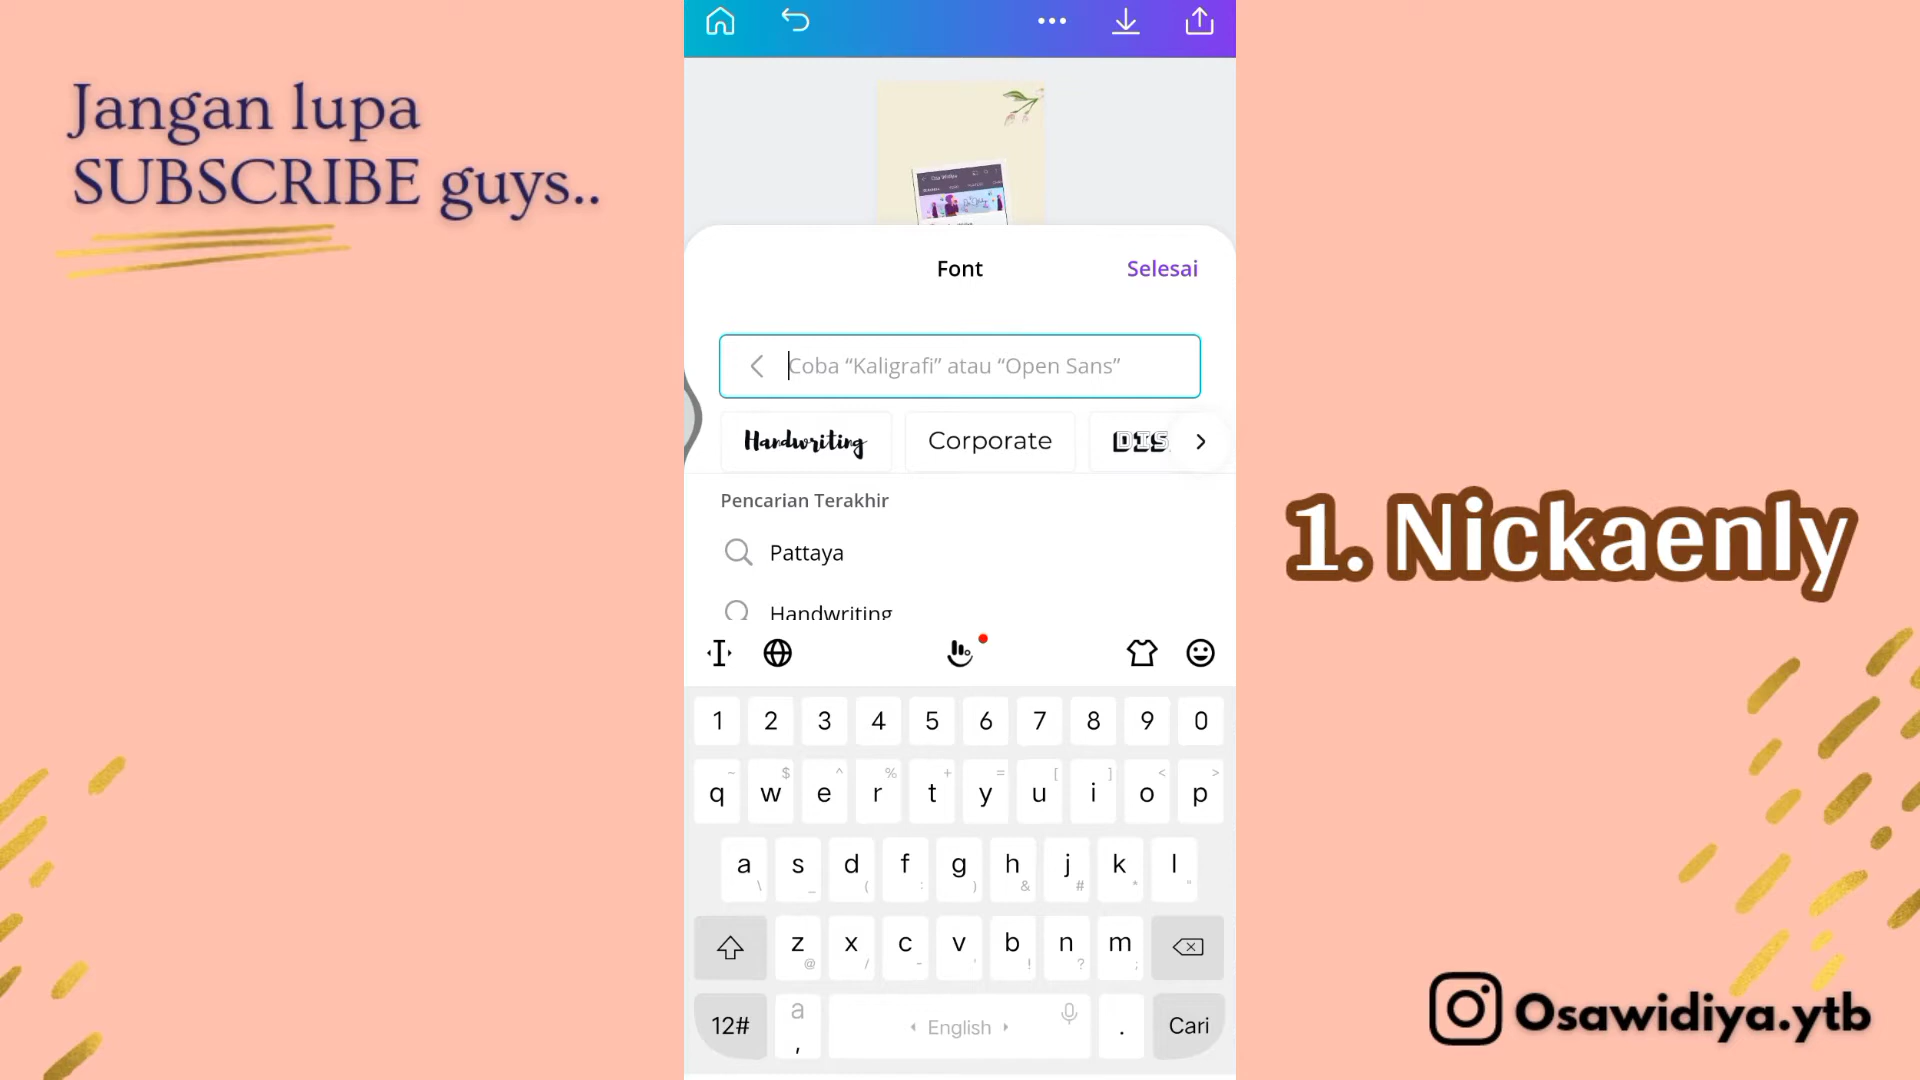 Jangan lupa
SUBSCRIBE guys..
Font
Selesai
Coba “Kaligrafi” atau “Open Sans”
Handwriting
Corporate
DIS
Pencarian Terakhir
Pattaya
Handwriting
1 2 3 4 5 6 7 8 9 0
~ $ ^ % + = [ ] < >
q w e r t y u i o p
a s d f g h j k l
\ _ ( : ) & # * "
z x c v b n m
@ / - ' ! ? ;
12#
a
,
English
.
Cari
1. Nickaenly
Osawidiya.ytb